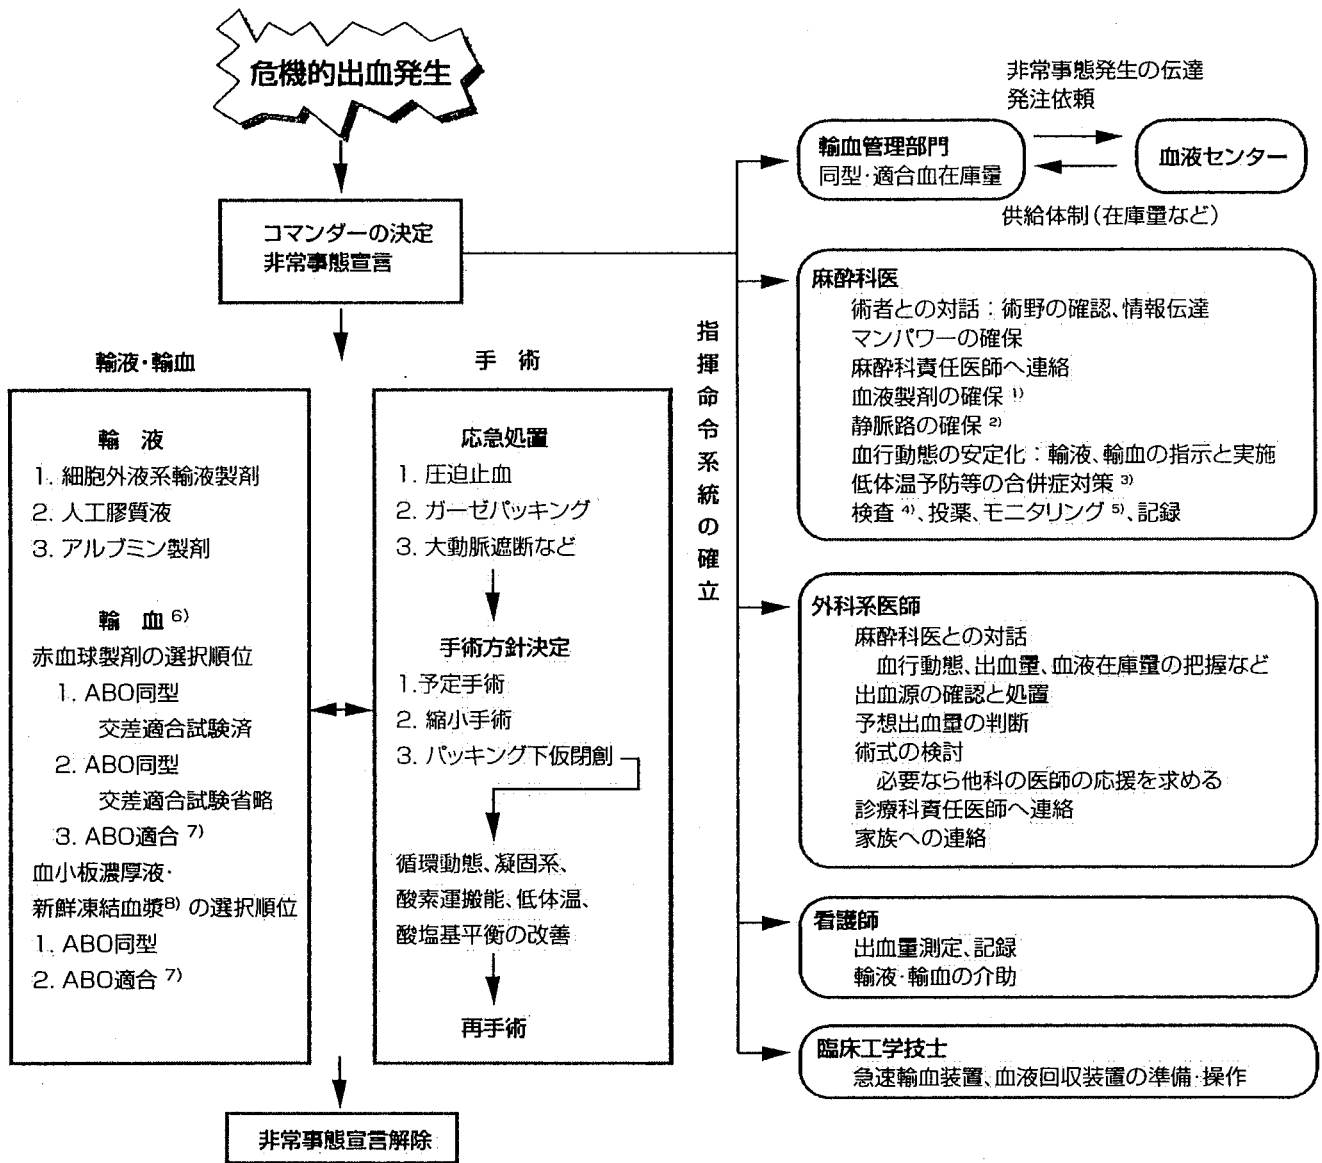 危機的出血発生
コマンダーの決定
非常事態宣言
輸液・輸血
輸 液
1. 細胞外液系輸液製剤
2. 人工膠質液
3. アルブミン製剤
輸 血 6)
赤血球製剤の選択順位
1. ABO同型
交差適合試験済
2. ABO同型
交差適合試験省略
3. ABO適合 7)
血小板濃厚液・
新鮮凍結血漿8) の選択順位
1. ABO同型
2. ABO適合 7)
手 術
応急処置
1. 圧迫止血
2. ガーゼパッキング
3. 大動脈遮断など
手術方針決定
1.予定手術
2. 縮小手術
3. パッキング下仮閉創
循環動態、凝固系、
酸素運搬能、低体温、
酸塩基平衡の改善
再手術
非常事態宣言解除
指揮命令系統の確立
非常事態発生の伝達
発注依頼
輸血管理部門
同型・適合血在庫量
血液センター
供給体制（在庫量など）
麻酔科医
術者との対話：術野の確認、情報伝達
マンパワーの確保
麻酔科責任医師へ連絡
血液製剤の確保 1)
静脈路の確保 2)
血行動態の安定化：輸液、輸血の指示と実施
低体温予防等の合併症対策 3)
検査 4)、投薬、モニタリング 5)、記録
外科系医師
麻酔科医との対話
血行動態、出血量、血液在庫量の把握など
出血源の確認と処置
予想出血量の判断
術式の検討
必要なら他科の医師の応援を求める
診療科責任医師へ連絡
家族への連絡
看護師
出血量測定、記録
輸液・輸血の介助
臨床工学技士
急速輸血装置、血液回収装置の準備・操作